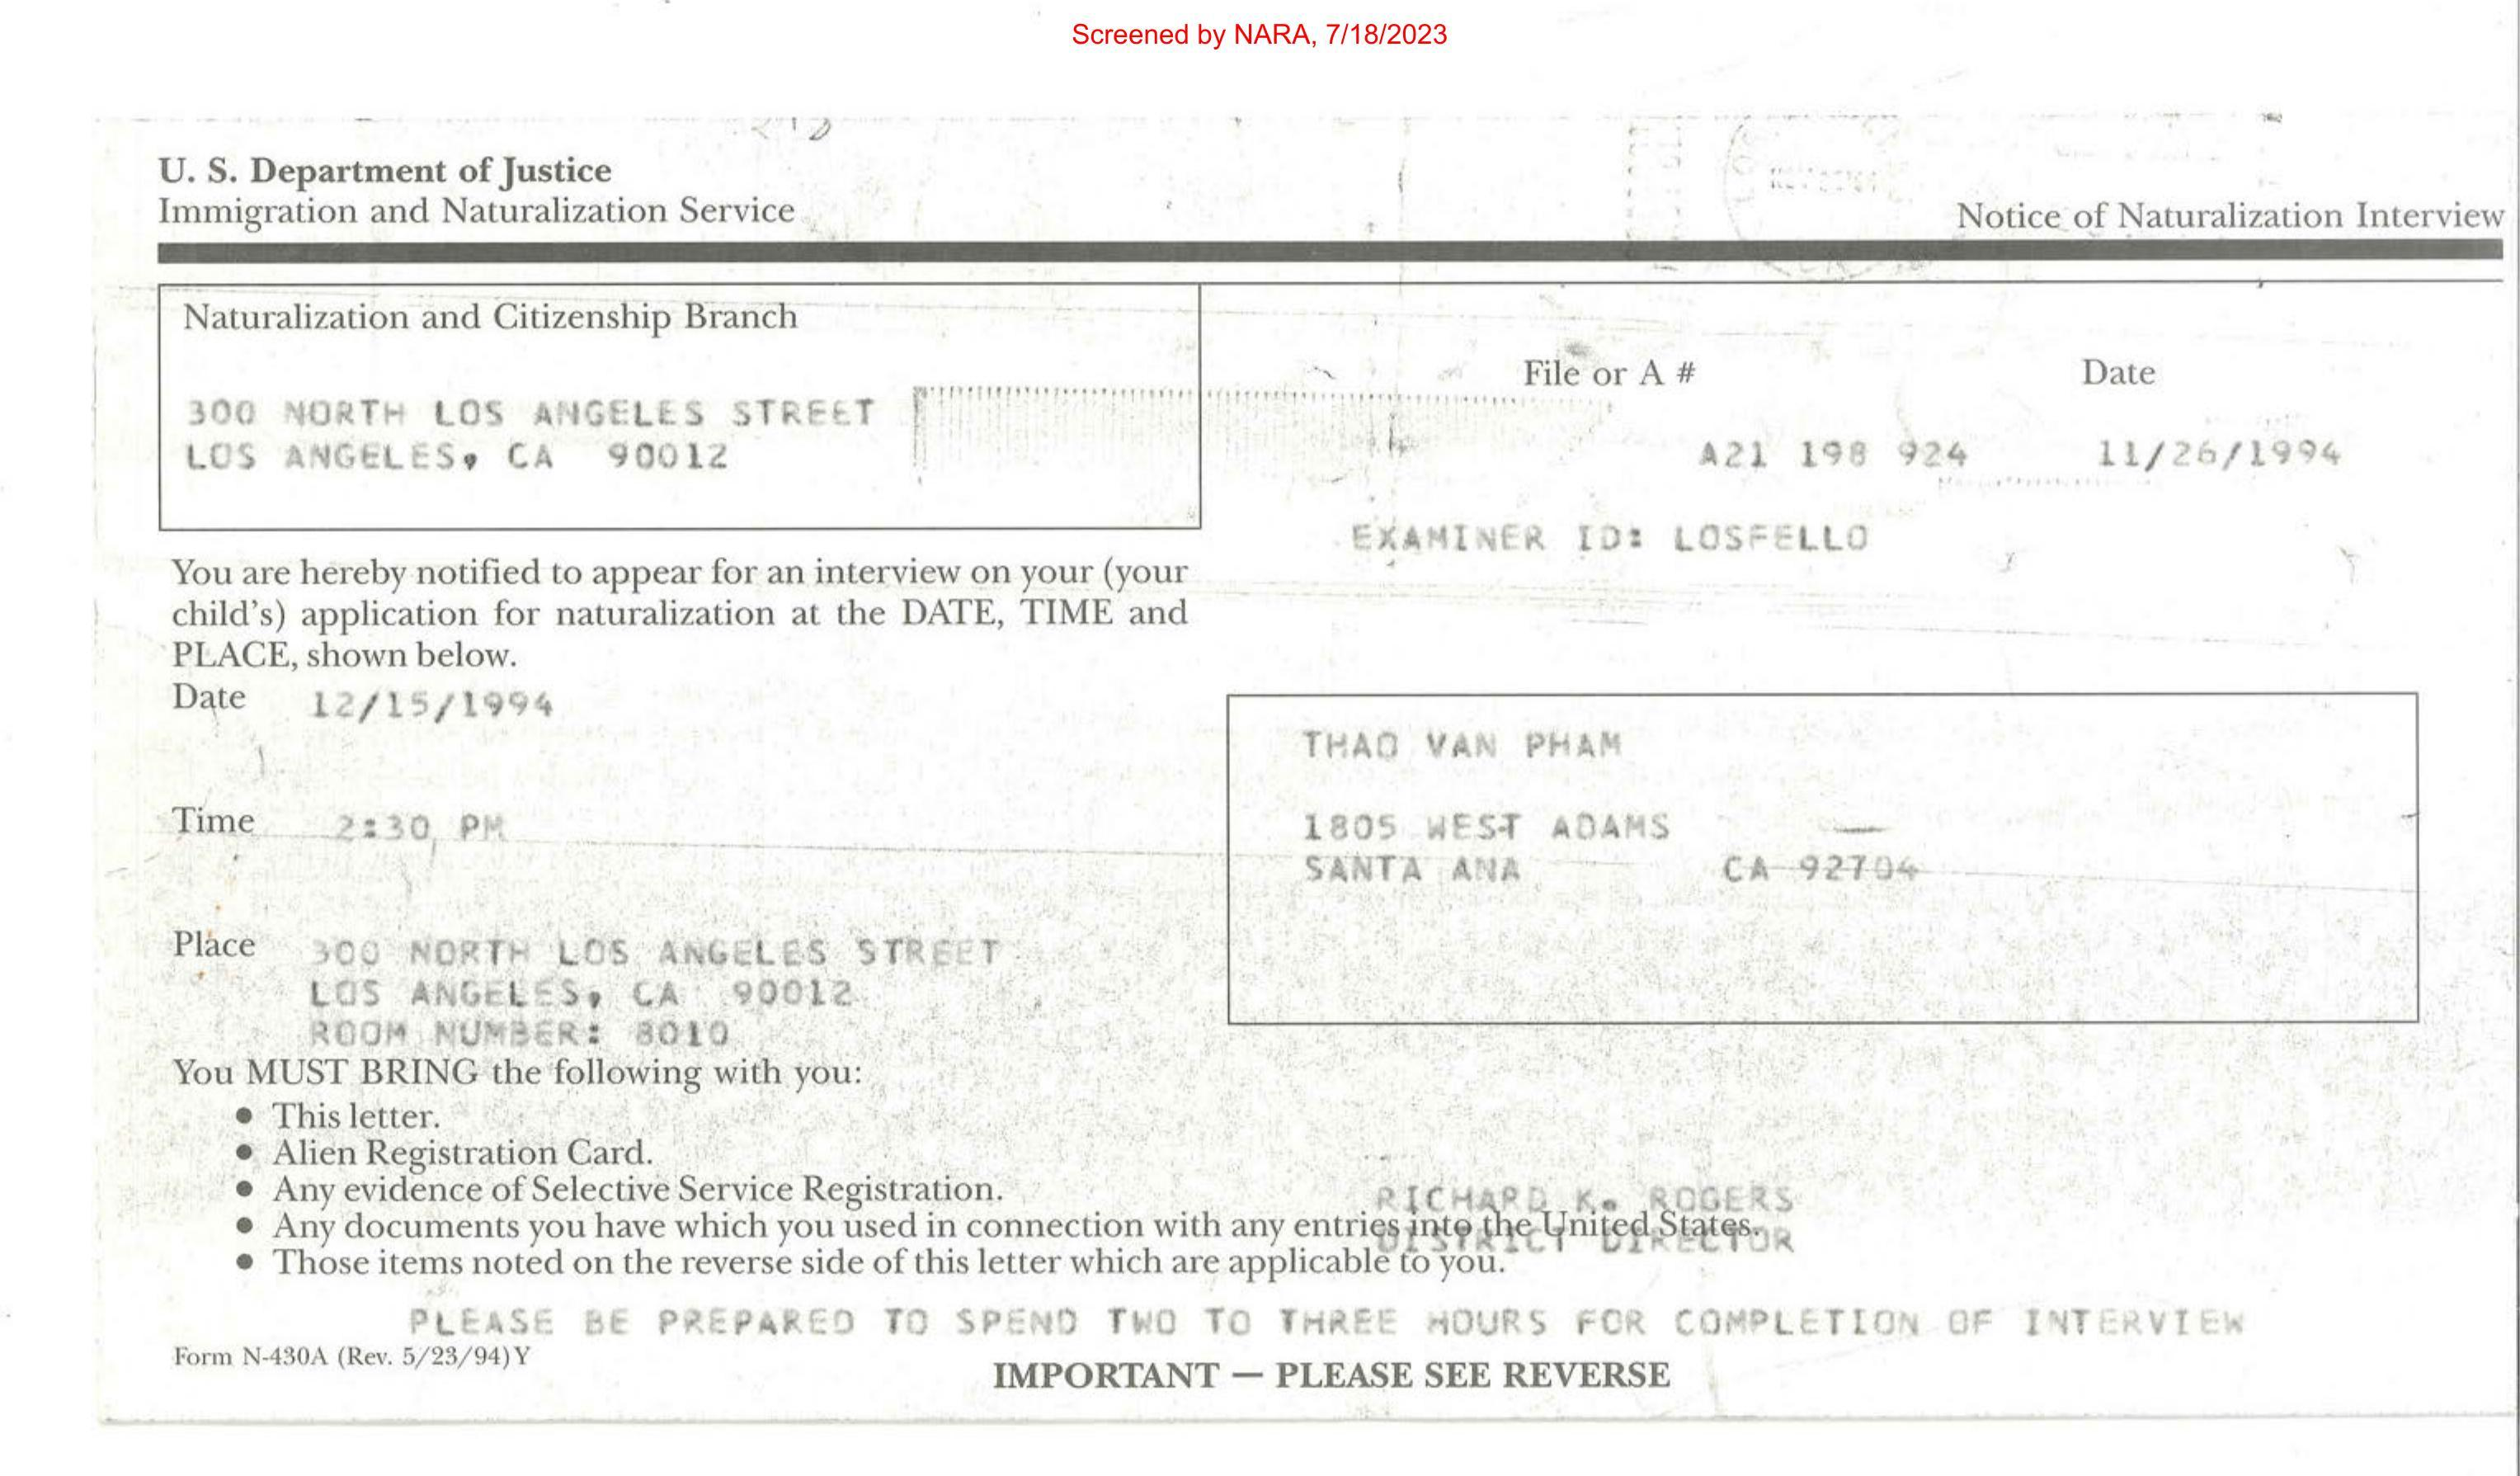 Screened by NARA, 7/18/2023
U. S. Department of Justice
Immigration and Naturalization Service
Notice of Naturalization Interview
Naturalization and Citizenship Branch
300 NORTH LOS ANGELES STREET
LOS ANGELES, CA 90012
File or A #
Date
A21 198 924
11/26/1994
EXAMINER ID: LOSFELLO
You are hereby notified to appear for an interview on your (your
child's) application for naturalization at the DATE, TIME and
PLACE, shown below.
Date 12/15/1994
THAO VAN PHAM
Time 2:30 PM
1805 WEST ADAMS
SANTA ANA CA 92704
Place 300 NORTH LOS ANGELES STREET
LOS ANGELES, CA 90012
ROOM NUMBER: 8010
You MUST BRING the following with you:
● This letter.
● Alien Registration Card.
● Any evidence of Selective Service Registration.
RICHARD K. ROGERS
● Any documents you have which you used in connection with any entries into the United States.
DISTRICT DIRECTOR
● Those items noted on the reverse side of this letter which are applicable to you.
PLEASE BE PREPARED TO SPEND TWO TO THREE HOURS FOR COMPLETION OF INTERVIEW
Form N-430A (Rev. 5/23/94)Y
IMPORTANT — PLEASE SEE REVERSE